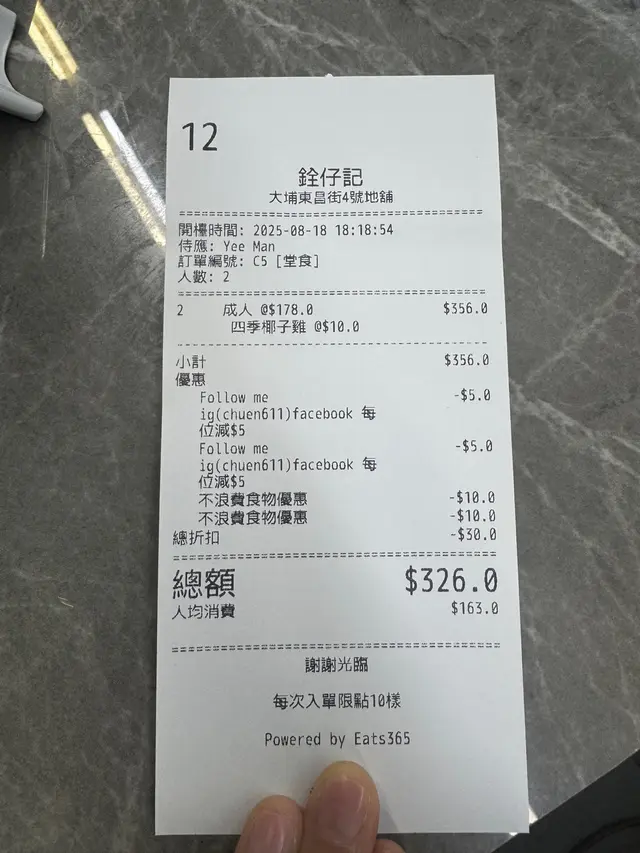 12
銓仔記
大埔東昌街4號地舖
開檯時間: 2025-08-18 18:18:54
侍應: Yee Man
訂單編號: C5 [堂食]
人數: 2
2 成人 @$178.0 $356.0
四季椰子雞 @$10.0
小計 $356.0
優惠
Follow me -$5.0
ig(chuen611)facebook 每
位減$5
Follow me -$5.0
ig(chuen611)facebook 每
位減$5
不浪費食物優惠 -$10.0
不浪費食物優惠 -$10.0
總折扣 -$30.0
總額 $326.0
人均消費 $163.0
謝謝光臨
每次入單限點10樣
Powered by Eats365